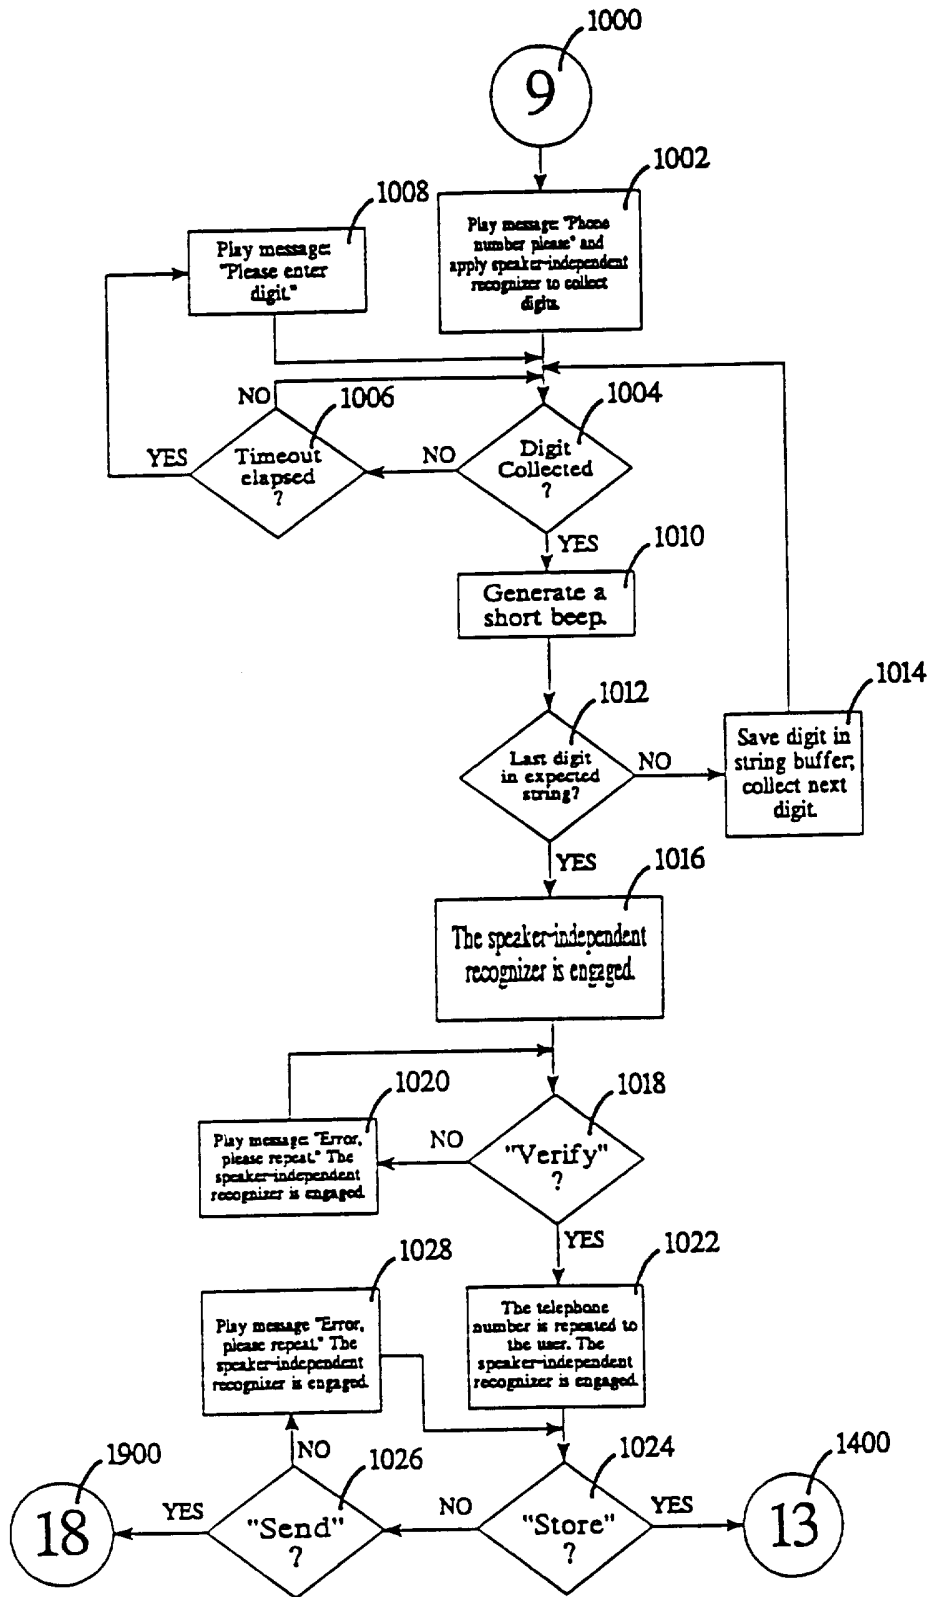 1000
9
1002
Play message: "Phone
number please" and
apply speaker-independent
recognizer to collect
digits.
1008
Play message:
"Please enter
digit."
NO
1006
1004
YES
Timeout
elapsed
?
NO
Digit
Collected
?
YES
1010
Generate a
short beep.
1012
Last digit
in expected
string?
NO
1014
Save digit in
string buffer;
collect next
digit.
YES
1016
The speaker-independent
recognizer is engaged.
1020
Play message: "Error,
please repeat." The
speaker-independent
recognizer is engaged.
NO
1018
"Verify"
?
YES
1028
Play message "Error,
please repeat." The
speaker-independent
recognizer is engaged.
1022
The telephone
number is repeated to
the user. The
speaker-independent
recognizer is engaged.
NO
1900
18
YES
1026
"Send"
?
NO
1024
"Store"
?
YES
1400
13